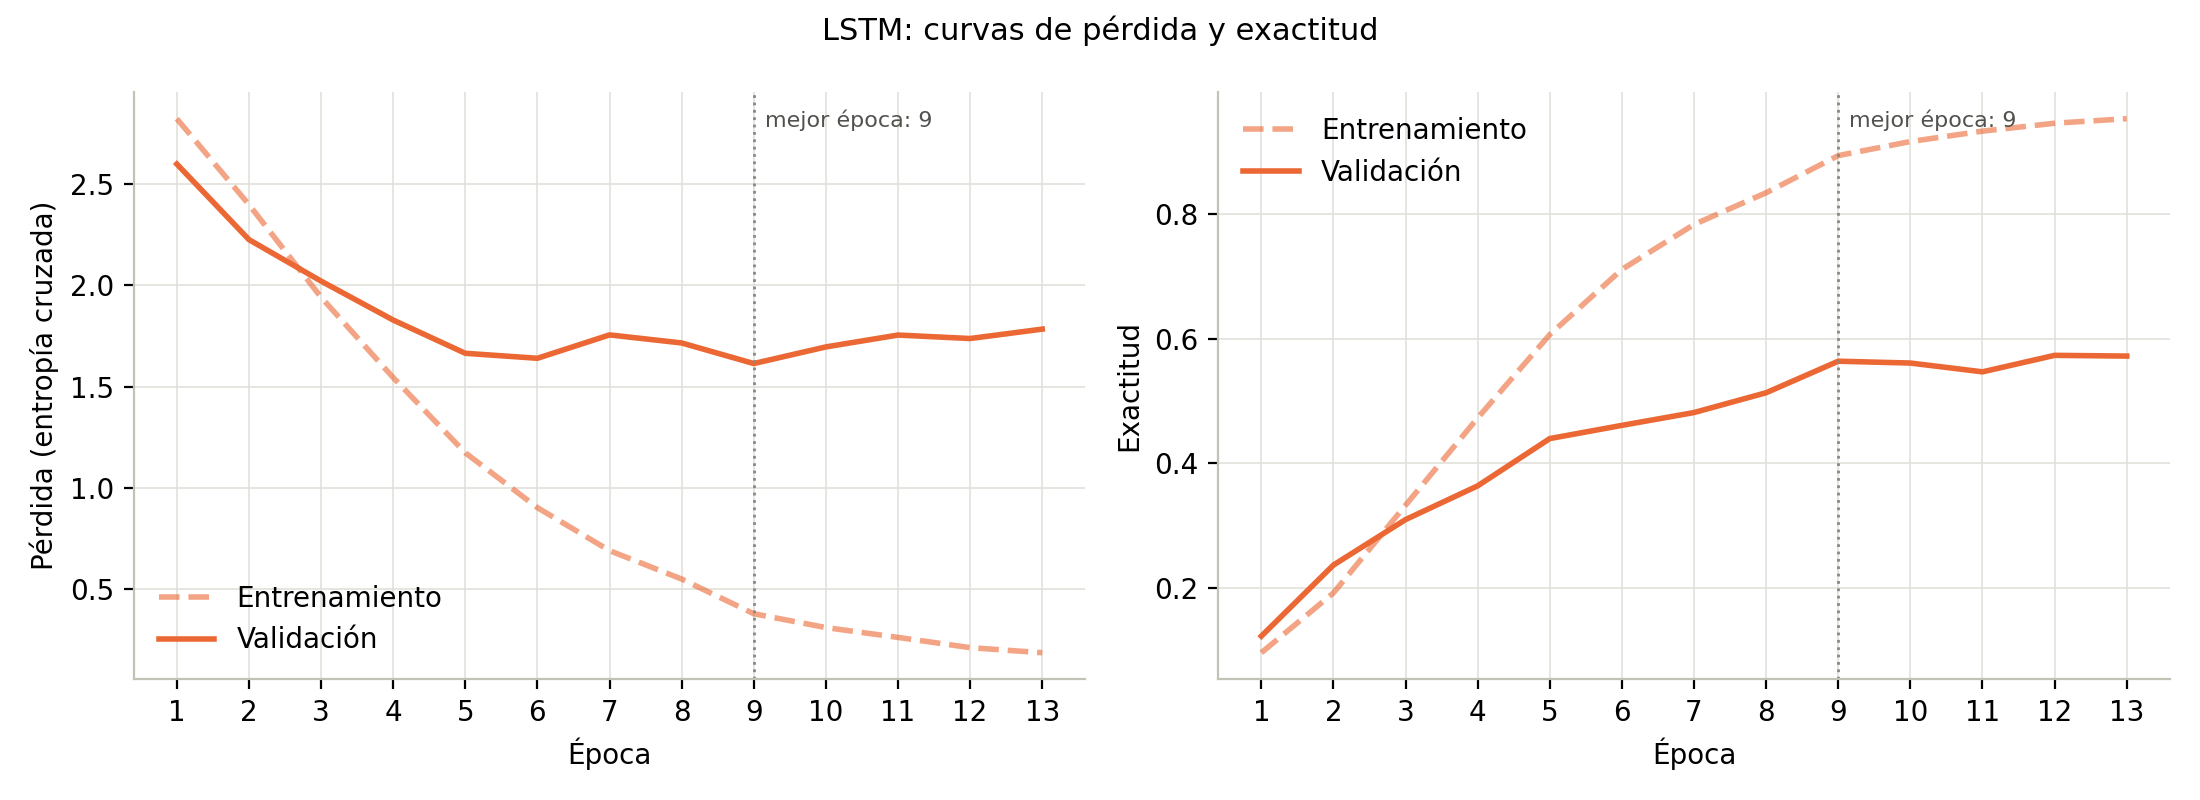 LSTM: curvas de pérdida y exactitud
Pérdida (entropía cruzada)
2.5
2.0
1.5
1.0
0.5
mejor época: 9
Entrenamiento
Validación
1 2 3 4 5 6 7 8 9 10 11 12 13
Época
Exactitud
0.8
0.6
0.4
0.2
Entrenamiento
Validación
mejor época: 9
1 2 3 4 5 6 7 8 9 10 11 12 13
Época